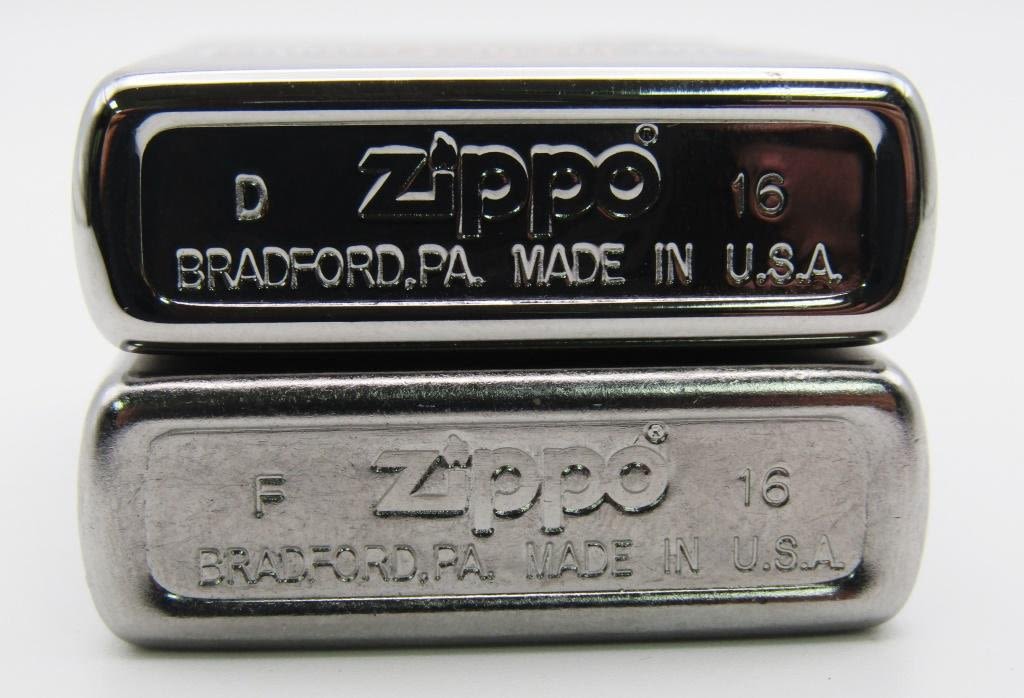 D zippo® 16
BRADFORD,PA. MADE IN U.S.A.
F zippo® 16
BRADFORD,PA. MADE IN U.S.A.